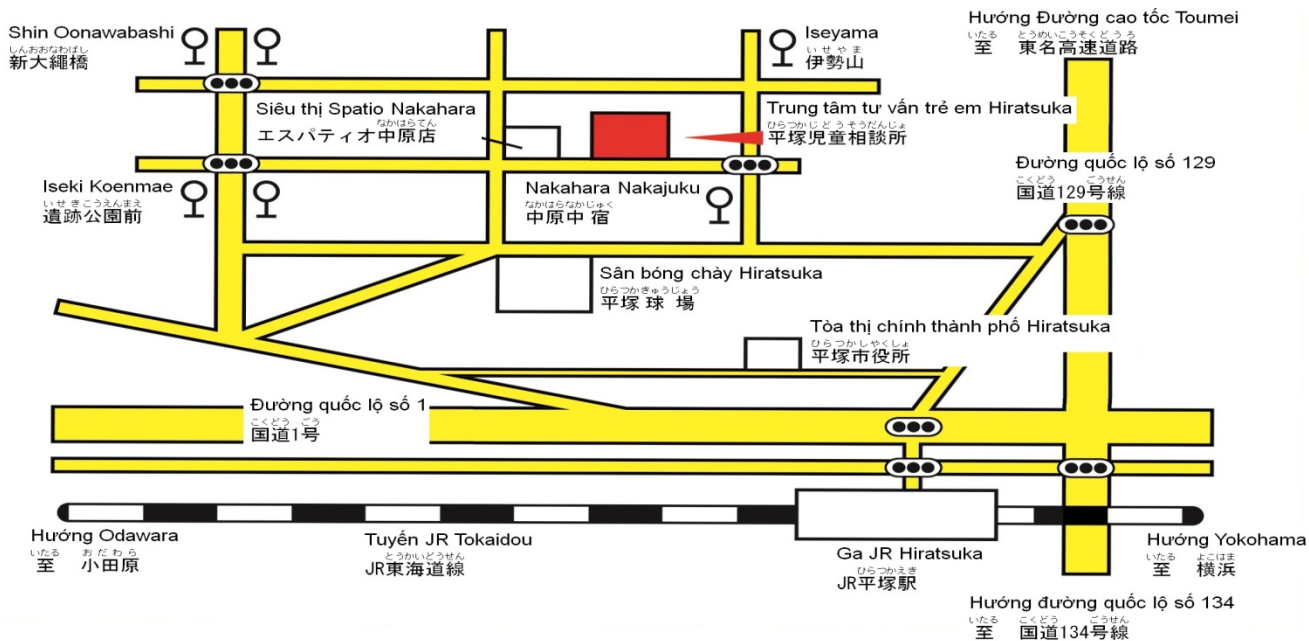 Shin Oonawabashi
しんおおなわばし
新大縄橋
Iseyama
いせやま
伊勢山
Hướng Đường cao tốc Toumei
いたる とうめいこうそくどうろ
至 東名高速道路
Siêu thị Spatio Nakahara
なかはらてん
エスパティオ中原店
Trung tâm tư vấn trẻ em Hiratsuka
ひらつかじどうそうだんじょ
平塚児童相談所
Đường quốc lộ số 129
こくどう ごうせん
国道129号線
Iseki Koenmae
いせきこうえんまえ
遺跡公園前
Nakahara Nakajuku
なかはらなかじゅく
中原中宿
Sân bóng chày Hiratsuka
ひらつかきゅうじょう
平塚球場
Tòa thị chính thành phố Hiratsuka
ひらつかしやくしょ
平塚市役所
Đường quốc lộ số 1
こくどう ごう
国道1号
Hướng Odawara
いたる おだわら
至 小田原
Tuyến JR Tokaidou
とうかいどうせん
JR東海道線
Ga JR Hiratsuka
ひらつかえき
JR平塚駅
Hướng Yokohama
いたる よこはま
至 横浜
Hướng đường quốc lộ số 134
いたる こくどう ごうせん
至 国道134号線